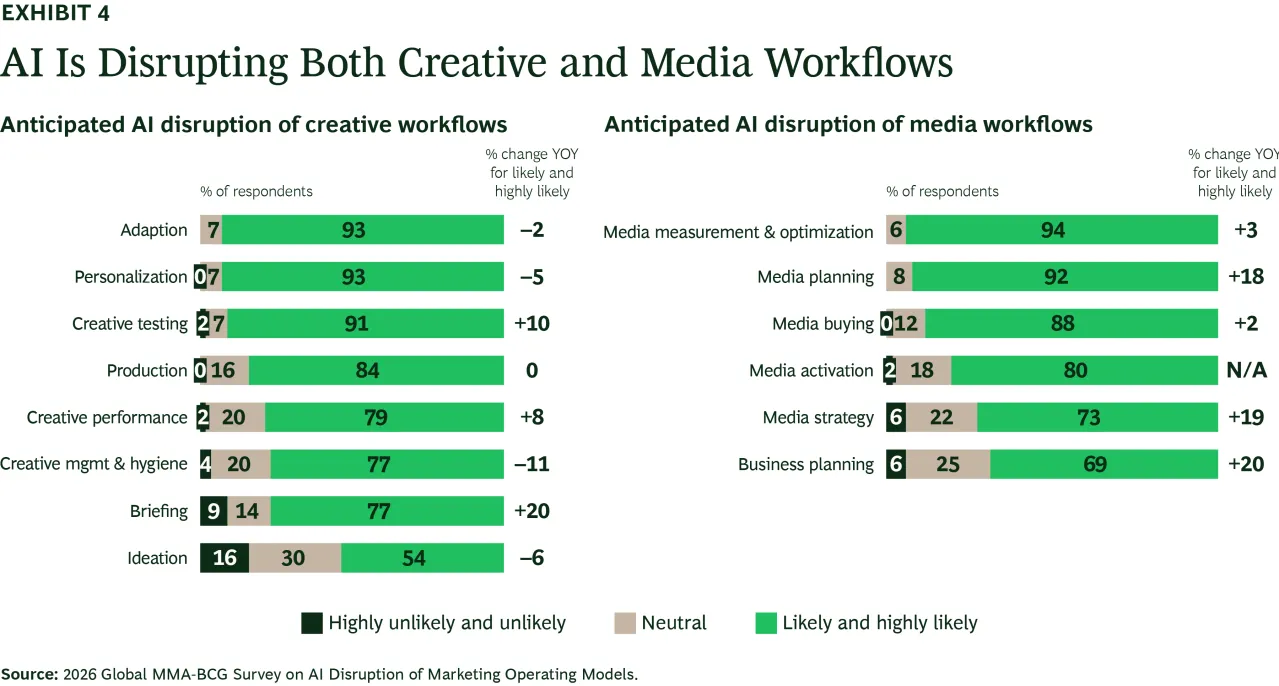 EXHIBIT 4
AI Is Disrupting Both Creative and Media Workflows
Anticipated AI disruption of creative workflows
% of respondents
% change YOY
for likely and
highly likely
Adaption 7 93 –2
Personalization 0 7 93 –5
Creative testing 2 7 91 +10
Production 0 16 84 0
Creative performance 2 20 79 +8
Creative mgmt & hygiene 4 20 77 –11
Briefing 9 14 77 +20
Ideation 16 30 54 –6
Anticipated AI disruption of media workflows
% of respondents
% change YOY
for likely and
highly likely
Media measurement & optimization 6 94 +3
Media planning 8 92 +18
Media buying 0 12 88 +2
Media activation 2 18 80 N/A
Media strategy 6 22 73 +19
Business planning 6 25 69 +20
Highly unlikely and unlikely Neutral Likely and highly likely
Source: 2026 Global MMA-BCG Survey on AI Disruption of Marketing Operating Models.